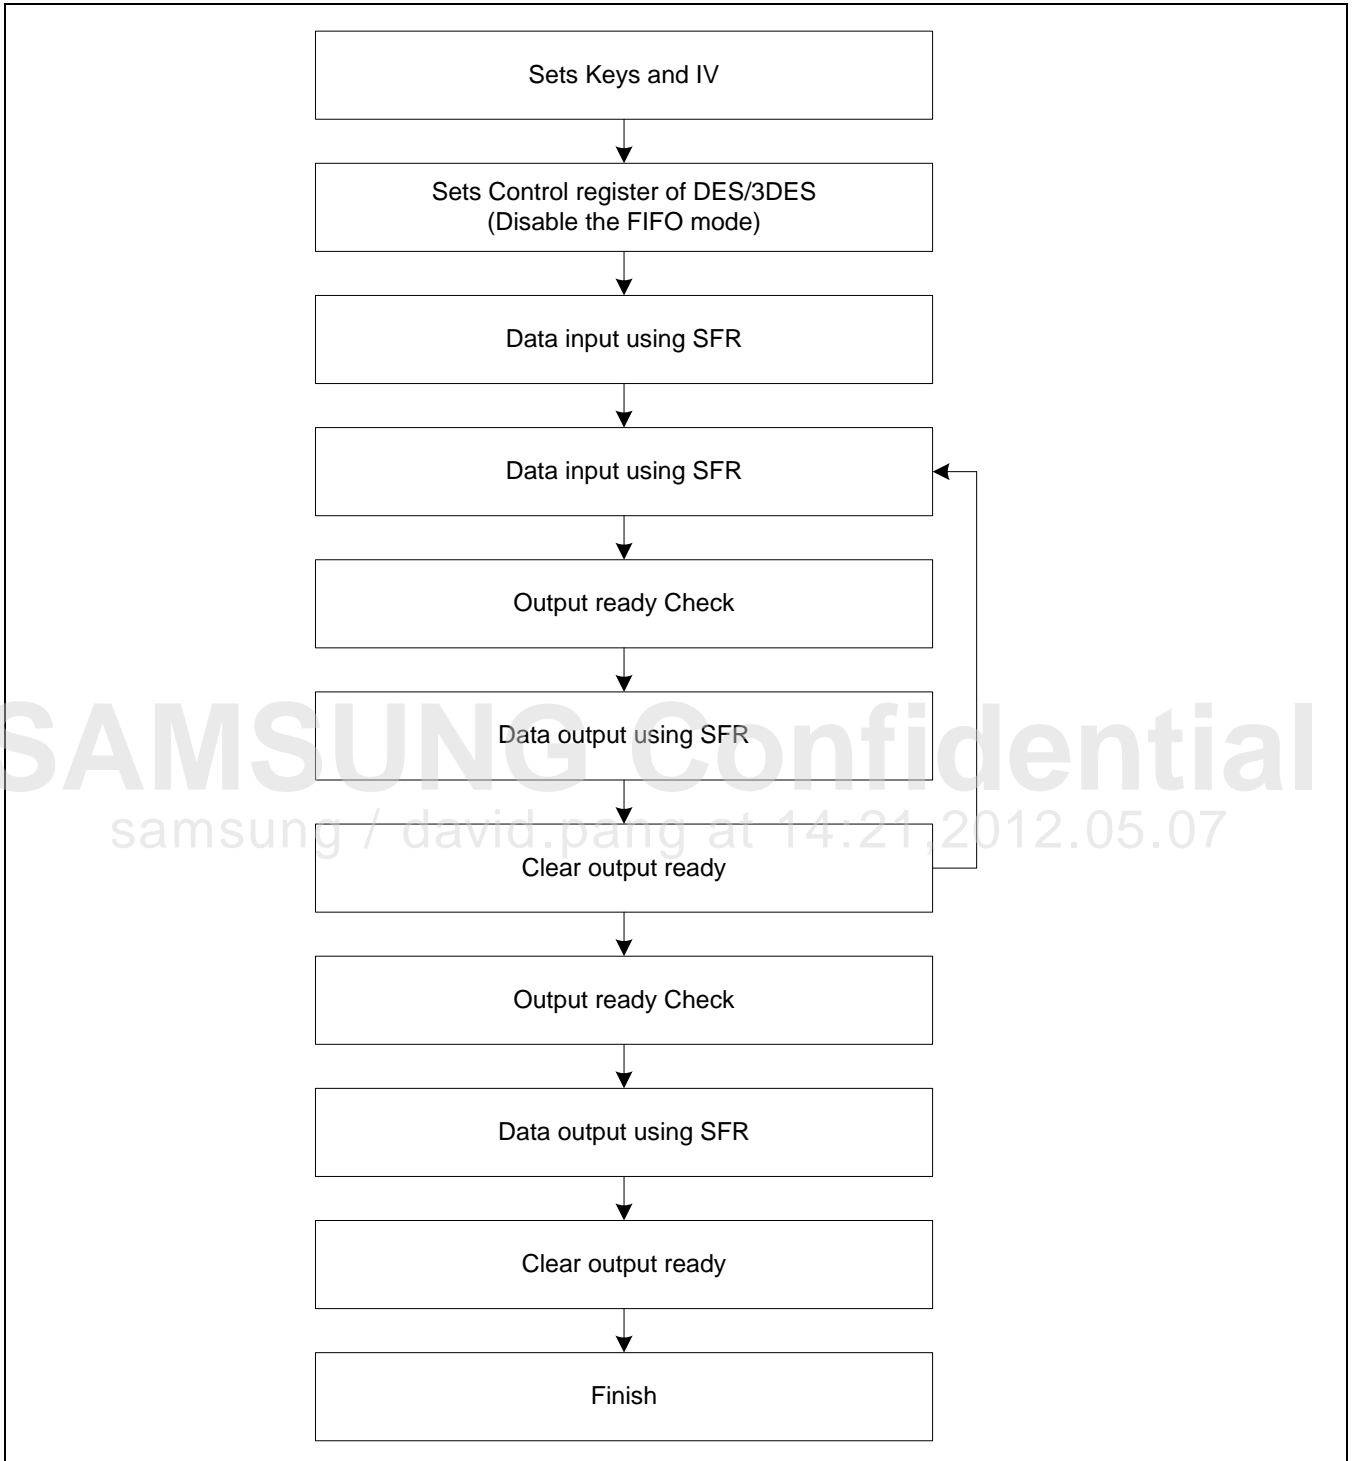 Sets Keys and IV
Sets Control register of DES/3DES
(Disable the FIFO mode)
Data input using SFR
Data input using SFR
Output ready Check
Data output using SFR
SAMSUNG Confidential
samsung / david.pang at 14:21,2012.05.07
Clear output ready
Output ready Check
Data output using SFR
Clear output ready
Finish